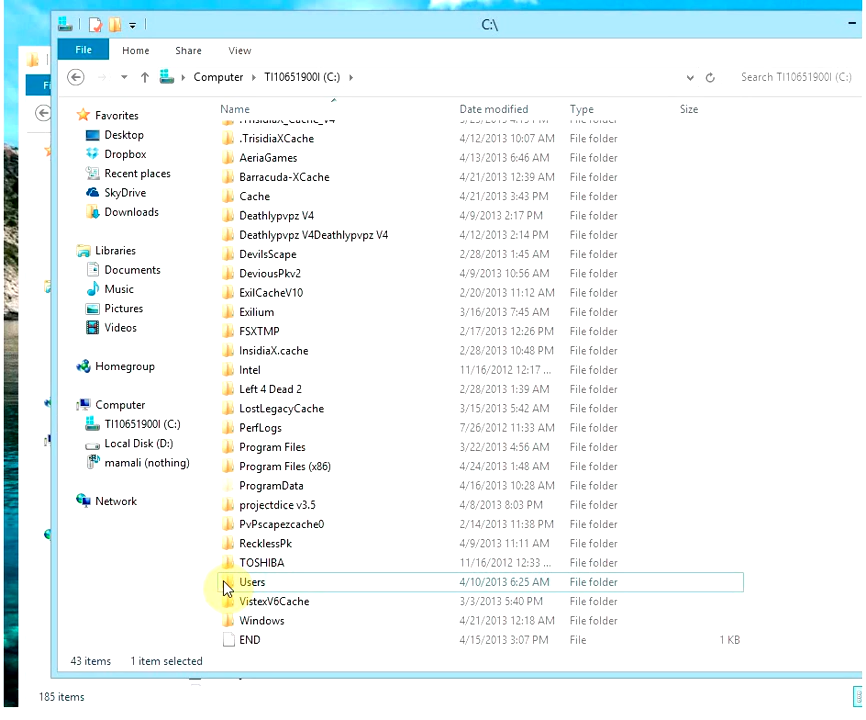 C:\
File Home Share View
Fi
Computer TI10651900I (C:) Search TI10651900I (C:)
Name Date modified Type Size
Favorites
Desktop
Dropbox
Recent places
SkyDrive
Downloads
Libraries
Documents
Music
Pictures
Videos
Homegroup
Computer
TI10651900I (C:)
Local Disk (D:)
mamali (nothing)
Network
.TrisidiaXCache 4/12/2013 10:07 AM File folder
AeriaGames 4/13/2013 6:46 AM File folder
Barracuda-XCache 4/21/2013 12:39 AM File folder
Cache 4/21/2013 3:43 PM File folder
Deathlypvpz V4 4/9/2013 2:17 PM File folder
Deathlypvpz V4Deathlypvpz V4 4/12/2013 2:14 PM File folder
DevilsScape 2/28/2013 1:45 AM File folder
DeviousPkv2 4/9/2013 10:56 AM File folder
ExilCacheV10 2/20/2013 11:12 AM File folder
Exilium 3/16/2013 7:45 AM File folder
FSXTMP 2/17/2013 12:26 PM File folder
InsidiaX.cache 2/28/2013 10:48 PM File folder
Intel 11/16/2012 12:17 ... File folder
Left 4 Dead 2 2/28/2013 1:39 AM File folder
LostLegacyCache 3/15/2013 5:42 AM File folder
PerfLogs 7/26/2012 11:33 AM File folder
Program Files 3/22/2013 4:56 AM File folder
Program Files (x86) 4/24/2013 1:48 AM File folder
ProgramData 4/16/2013 10:28 AM File folder
projectdice v3.5 4/8/2013 8:03 PM File folder
PvPscapezcache0 2/14/2013 11:38 PM File folder
RecklessPk 4/9/2013 11:11 AM File folder
TOSHIBA 11/16/2012 12:33 ... File folder
Users 4/10/2013 6:25 AM File folder
VistexV6Cache 3/3/2013 5:40 PM File folder
Windows 4/21/2013 12:18 AM File folder
END 4/15/2013 3:07 PM File 1 KB
43 items 1 item selected
185 items